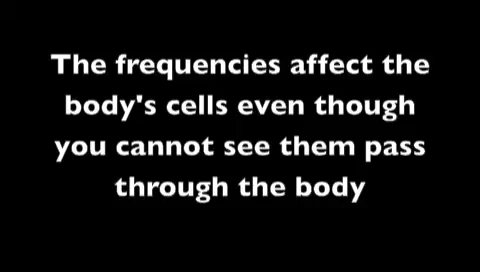 The frequencies affect the
body's cells even though
you cannot see them pass
through the body